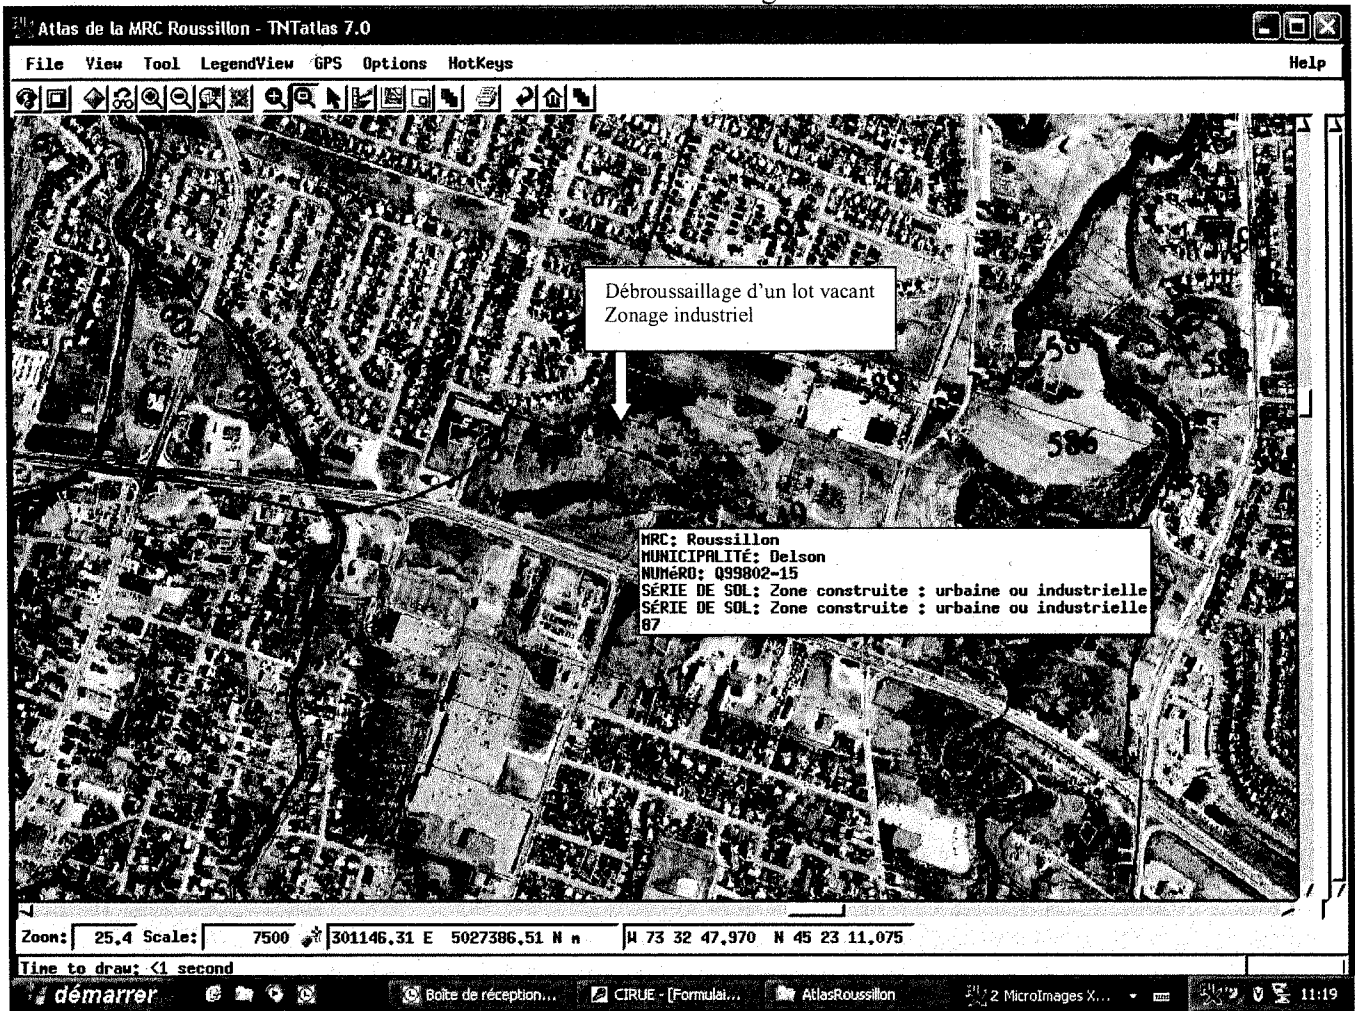 Atlas de la MRC Roussillon - TNTatlas 7.0
File View Tool LegendView GPS Options HotKeys Help
Débroussaillage d'un lot vacant
Zonage industriel
589
586
MRC: Roussillon
MUNICIPALITÉ: Delson
NUMéRO: Q99802-15
SéRIE DE SOL: Zone construite : urbaine ou industrielle
SéRIE DE SOL: Zone construite : urbaine ou industrielle
87
Zoom: 25.4 Scale: 7500 301146.31 E 5027386.51 N m W 73 32 47.970 N 45 23 11.075
Time to draw: <1 second
démarrer Boîte de réception... CIRUE - [Formulai... AtlasRoussillon 2 MicroImages X... 11:19